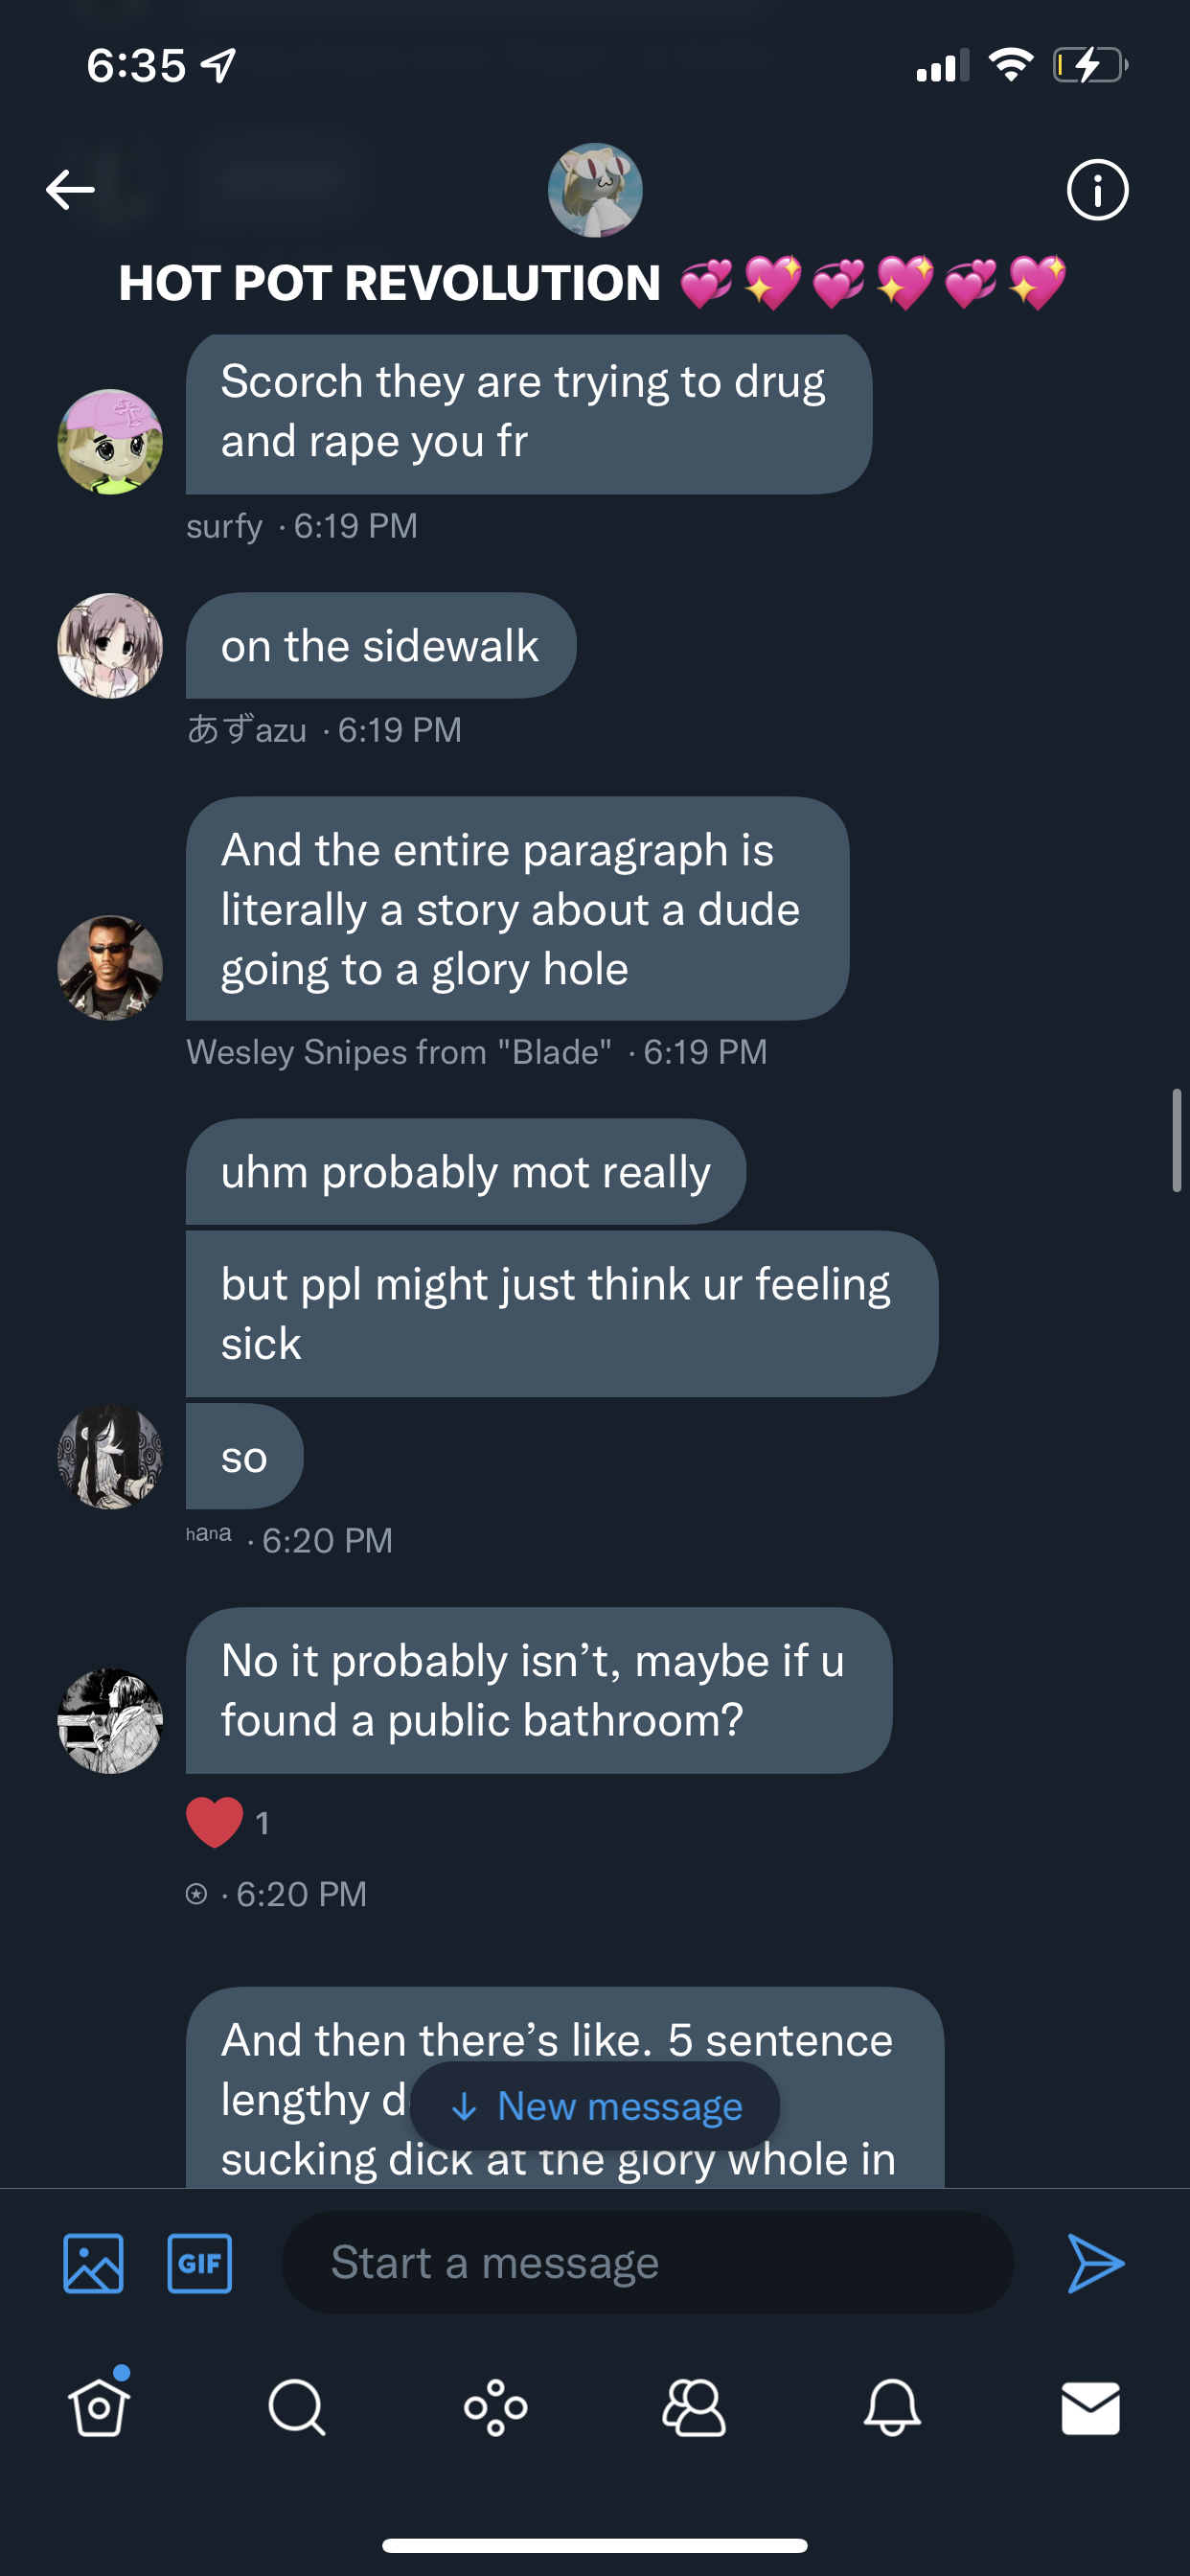 6:35
HOT POT REVOLUTION 💞💖💞💖💞💖
Scorch they are trying to drug
and rape you fr
surfy · 6:19 PM
on the sidewalk
あずazu · 6:19 PM
And the entire paragraph is
literally a story about a dude
going to a glory hole
Wesley Snipes from "Blade" · 6:19 PM
uhm probably mot really
but ppl might just think ur feeling
sick
so
ʰᵃⁿᵃ · 6:20 PM
No it probably isn’t, maybe if u
found a public bathroom?
❤️ 1
⍟ · 6:20 PM
And then there’s like. 5 sentence
lengthy
sucking dick at the glory whole in
↓ New message
GIF
Start a message